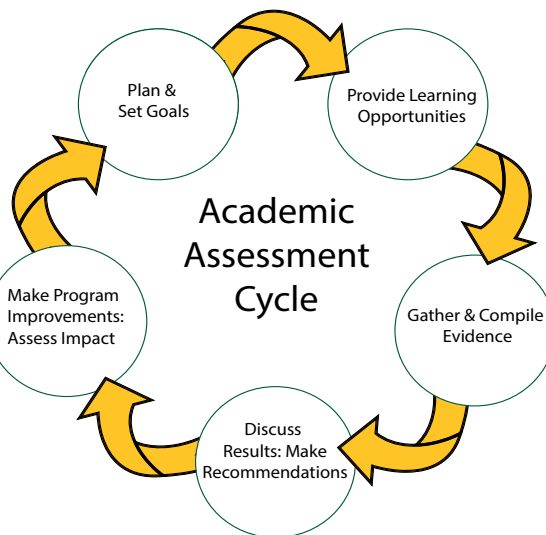 Plan &
Set Goals
Provide Learning
Opportunities
Academic
Assessment
Cycle
Make Program
Improvements:
Assess Impact
Gather & Compile
Evidence
Discuss
Results: Make
Recommendations